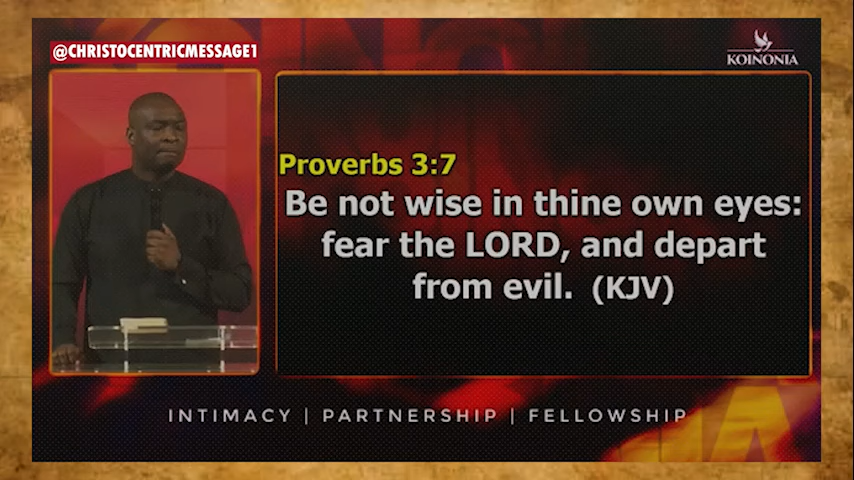 @CHRISTOCENTRICMESSAGE1
KOINONIA
Proverbs 3:7
Be not wise in thine own eyes:
fear the LORD, and depart
from evil. (KJV)
INTIMACY | PARTNERSHIP | FELLOWSHIP